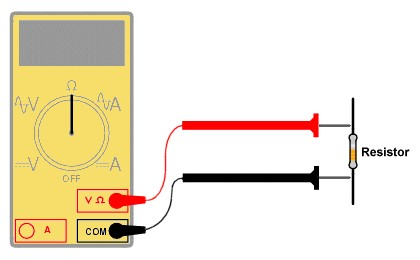 Ω
V A
V A
OFF
V Ω
A COM
Resistor